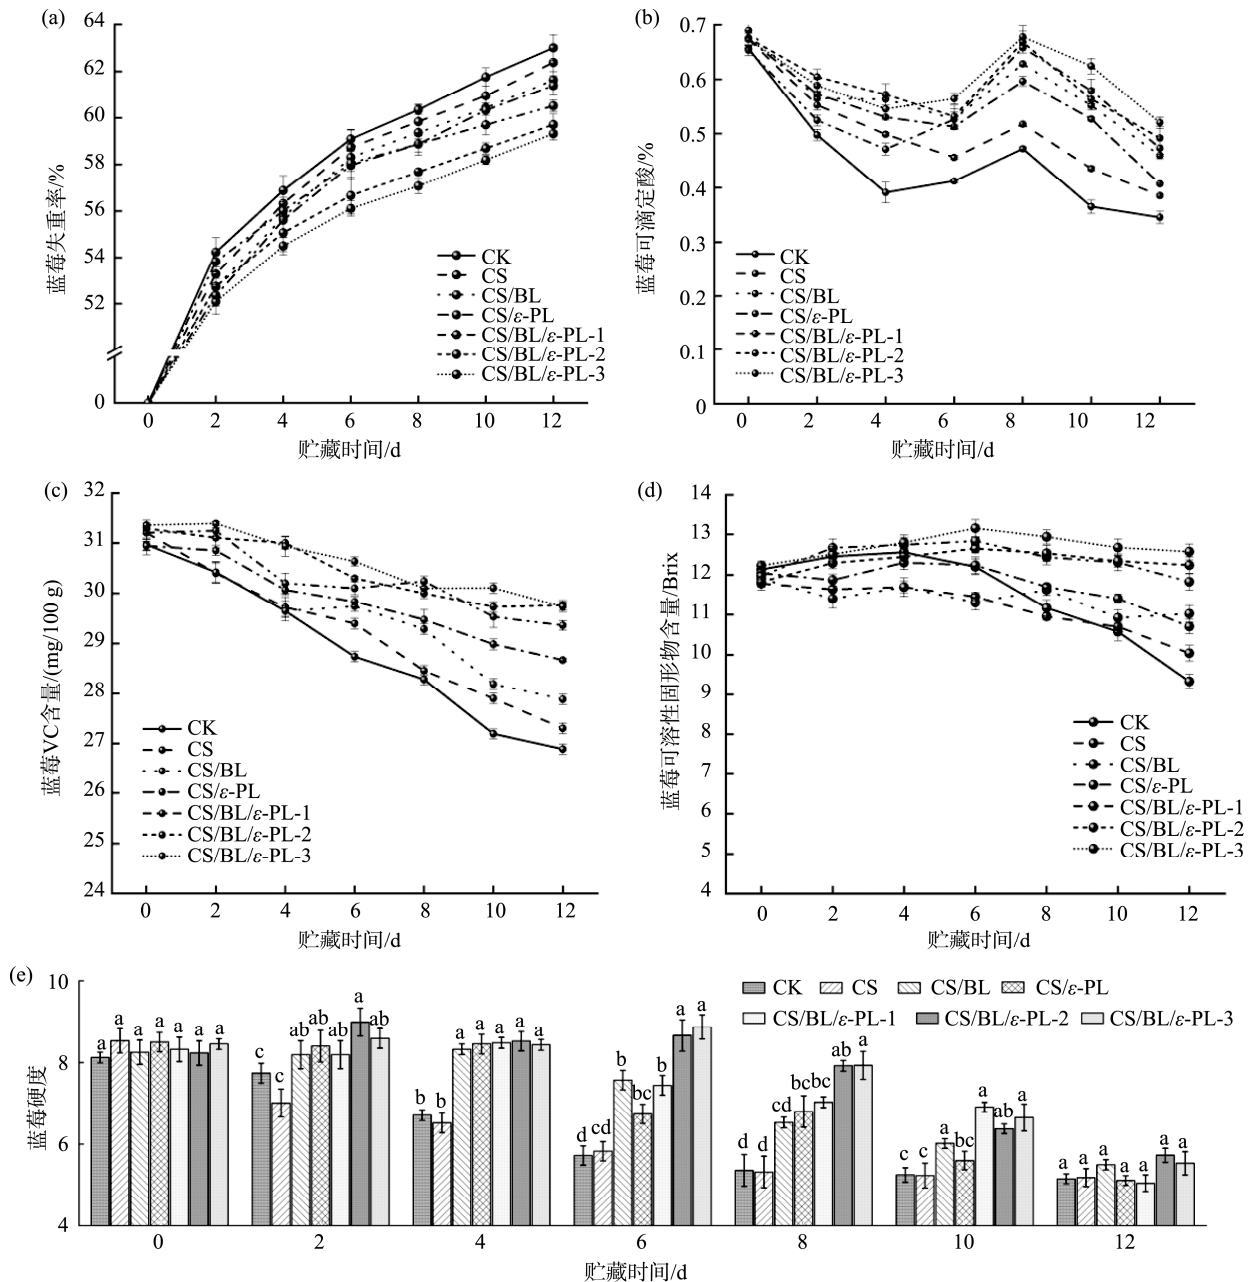 (a)
64
62
60
58
56
54
52
0
蓝莓失重率/%
CK
CS
CS/BL
CS/ε-PL
CS/BL/ε-PL-1
CS/BL/ε-PL-2
CS/BL/ε-PL-3
0 2 4 6 8 10 12
贮藏时间/d
(b)
0.7
0.6
0.5
0.4
0.3
0.2
0.1
0
蓝莓可滴定酸/%
CK
CS
CS/BL
CS/ε-PL
CS/BL/ε-PL-1
CS/BL/ε-PL-2
CS/BL/ε-PL-3
0 2 4 6 8 10 12
贮藏时间/d
(c)
32
31
30
29
28
27
26
25
24
蓝莓VC含量/(mg/100 g)
CK
CS
CS/BL
CS/ε-PL
CS/BL/ε-PL-1
CS/BL/ε-PL-2
CS/BL/ε-PL-3
0 2 4 6 8 10 12
贮藏时间/d
(d)
14
13
12
11
10
9
8
7
6
5
4
蓝莓可溶性固形物含量/Brix
CK
CS
CS/BL
CS/ε-PL
CS/BL/ε-PL-1
CS/BL/ε-PL-2
CS/BL/ε-PL-3
0 2 4 6 8 10 12
贮藏时间/d
(e)
10
8
6
4
蓝莓硬度
CK CS CS/BL CS/ε-PL
CS/BL/ε-PL-1 CS/BL/ε-PL-2 CS/BL/ε-PL-3
a a a a a a a
c c ab ab ab a ab
b b a a a a a
d cd b bc b a a
d d cd bc bc ab a
c c a bc a ab a
a a a a a a a
0 2 4 6 8 10 12
贮藏时间/d